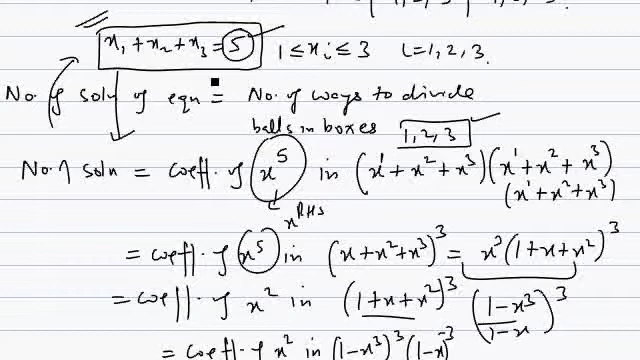 x₁ + x₂ + x₃ = 5 1 ≤ xᵢ ≤ 3 i = 1, 2, 3.
No. of soln of eqn = No. of ways to divide
balls in boxes 1, 2, 3
No. of soln = coeff. of x⁵ in (x¹ + x² + x³)(x¹ + x² + x³)
(x¹ + x² + x³)
x^RHS
= coeff. of x⁵ in (x + x² + x³)³ = x³(1 + x + x²)³
= coeff. of x² in (1 + x + x²)³ ((1 - x³)/(1 - x))³
= coeff. of x² in (1 - x³)³ (1 - x)⁻³